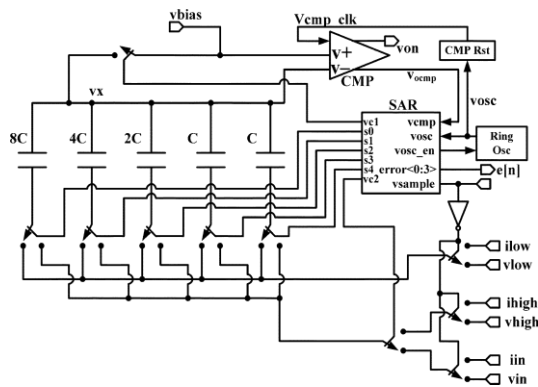 vbias
Vcmp_clk
von
v+
v−
CMP
vocmp
CMP Rst
vosc
vx
SAR
8C
4C
2C
C
C
vc1
s0
s1
s2
s3
s4
vc2
vcmp
vosc
vosc_en
error<0:3>
vsample
Ring
Osc
e[n]
ilow
vlow
ihigh
vhigh
iin
vin